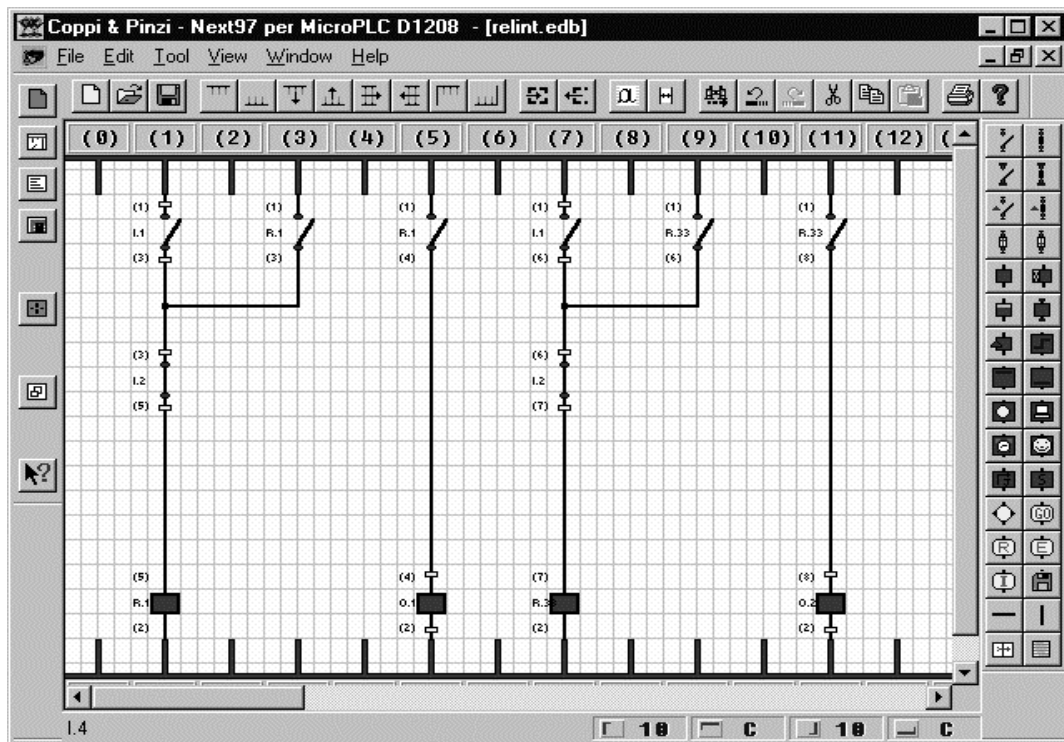 Coppi & Pinzi - Next97 per MicroPLC D1208 - [relint.edb]
File Edit Tool View Window Help
(0) (1) (2) (3) (4) (5) (6) (7) (8) (9) (10) (11) (12) (
(1) (1) (1) (1) (1) (1)
I.1 R.1 R.1 I.1 R.33 R.33
(3) (3) (4) (6) (6) (8)
(3) (6)
I.2 I.2
(5) (7)
(5) (4) (7) (8)
R.1 O.1 R.3 O.2
(2) (2) (2) (2)
GO
R E
I
I.4 10 C 10 C